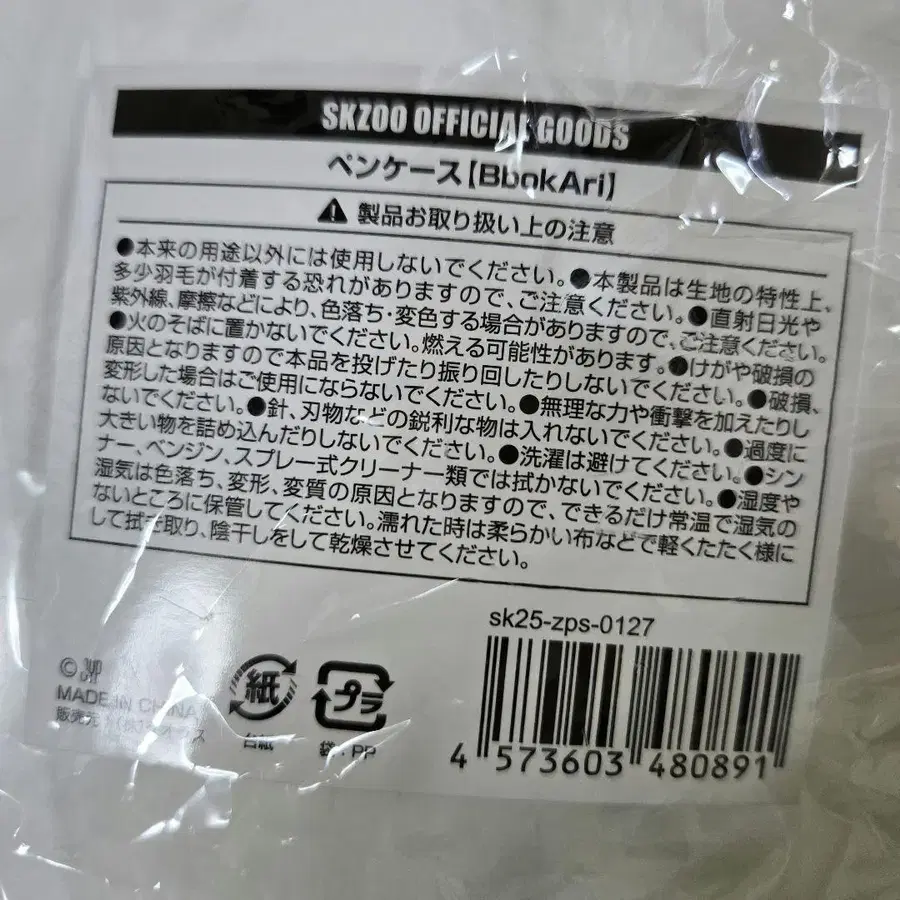 SKZOO OFFICIAL GOODS
ペンケース【BbokAri】
製品お取り扱い上の注意
●本来の用途以外には使用しないでください。●本製品は生地の特性上、
多少羽毛が付着する恐れがありますので、ご注意ください。●直射日光や
紫外線、摩擦などにより、色落ち・変色する場合がありますので、ご注意ください。
●火のそばに置かないでください。燃える可能性があります。●けがや破損の
原因となりますので本品を投げたり振り回したりしないでください。●破損、
変形した場合はご使用にならないでください。●無理な力や衝撃を加えたりし
ないでください。●針、刃物などの鋭利な物は入れないでください。●過度に
大きい物を詰め込んだりしないでください。●洗濯は避けてください。●シン
ナー、ベンジン、スプレー式クリーナー類では拭かないでください。●湿度や
湿気は色落ち、変形、変質の原因となりますので、できるだけ常温で湿気の
ないところに保管してください。濡れた時は柔らかい布などで軽くたたく様に
して拭き取り、陰干しをして乾燥させてください。
sk25-zps-0127
©
MADE IN CHINA
販売元:(株)
紙
台紙
プラ
袋:PP
4 573603 480891